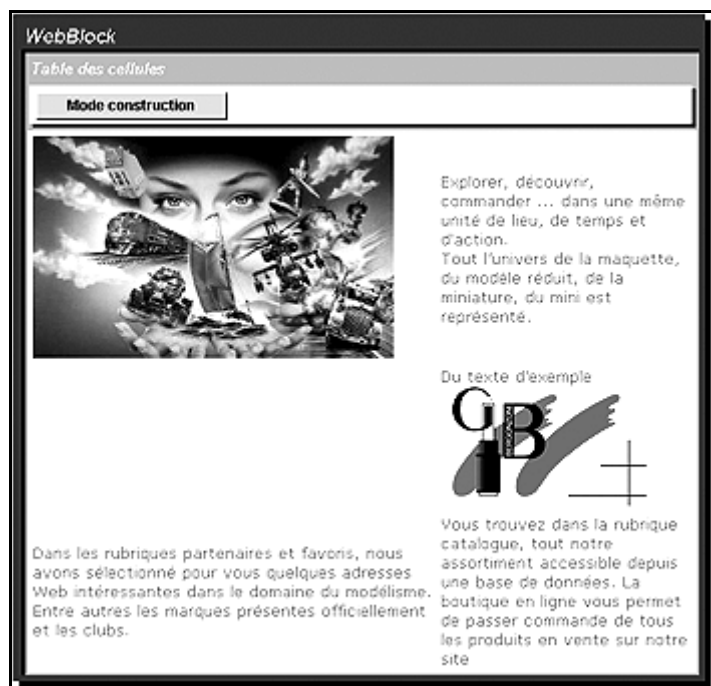 WebBlock
Table des cellules
Mode construction
Explorer, découvrir,
commander ... dans une même
unité de lieu, de temps et
d'action.
Tout l'univers de la maquette,
du modèle réduit, de la
miniature, du mini est
représenté.
Du texte d'exemple
G B
Dans les rubriques partenaires et favoris, nous
avons sélectionné pour vous quelques adresses
Web intéressantes dans le domaine du modélisme.
Entre autres les marques présentes officiellement
et les clubs.
Vous trouvez dans la rubrique
catalogue, tout notre
assortiment accessible depuis
une base de données. La
boutique en ligne vous permet
de passer commande de tous
les produits en vente sur notre
site